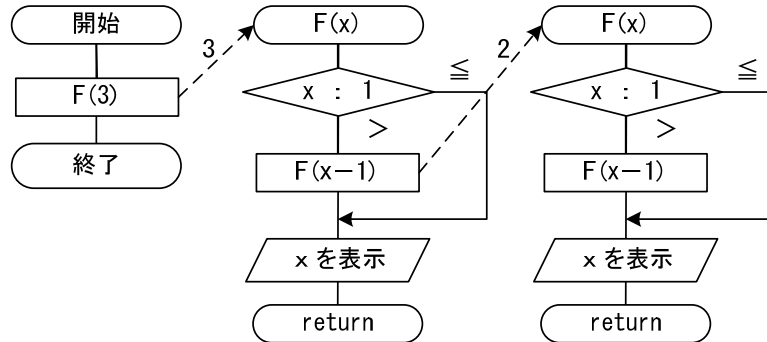 開始
F(3)
終了
3
F(x)
x : 1
≦
>
F(x−1)
xを表示
return
2
F(x)
x : 1
≦
>
F(x−1)
xを表示
return